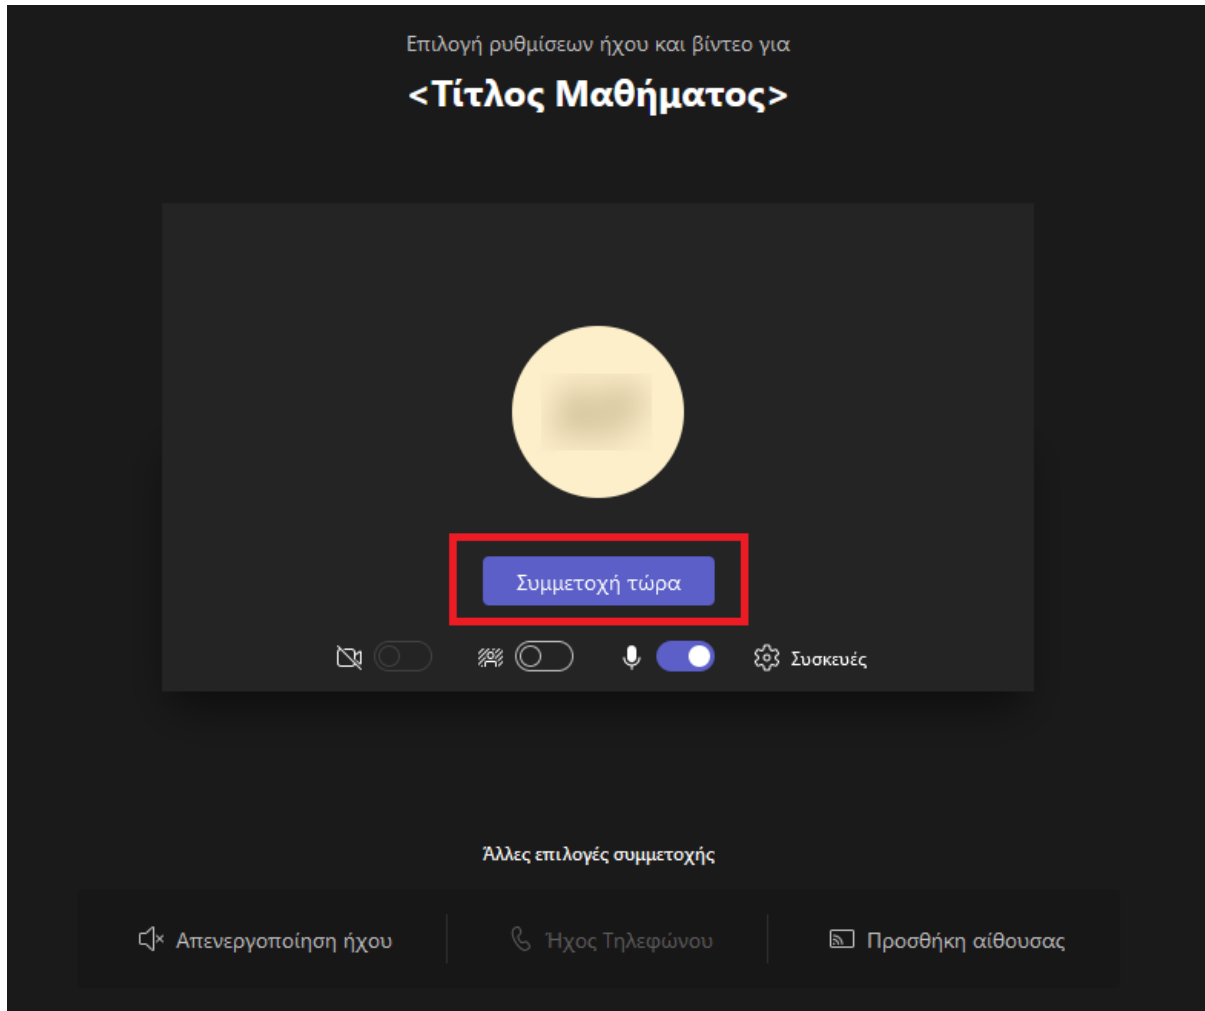 Επιλογή ρυθμίσεων ήχου και βίντεο για
<Τίτλος Μαθήματος>
Συμμετοχή τώρα
Συσκευές
Άλλες επιλογές συμμετοχής
Απενεργοποίηση ήχου
Ήχος Τηλεφώνου
Προσθήκη αίθουσας